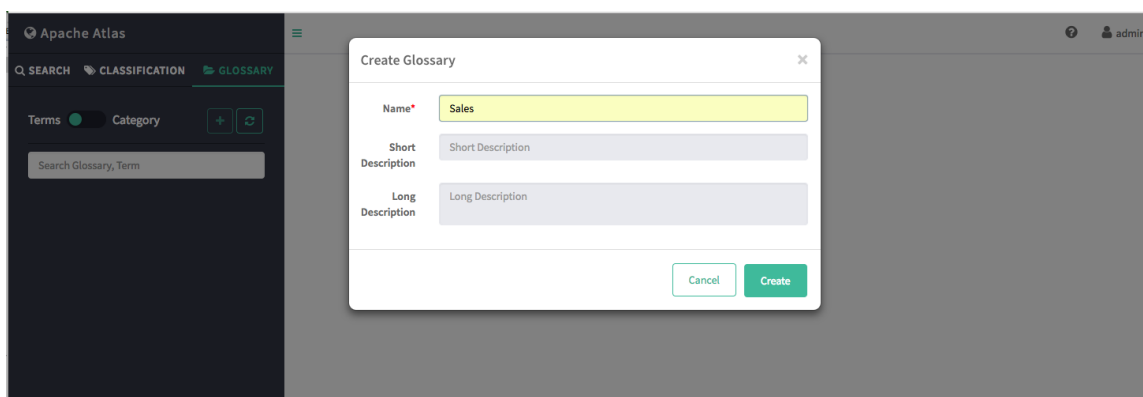 Apache Atlas
admin
SEARCH CLASSIFICATION GLOSSARY
Terms Category
Search Glossary, Term
Create Glossary
Name* Sales
Short Description Short Description
Long Description Long Description
Cancel Create